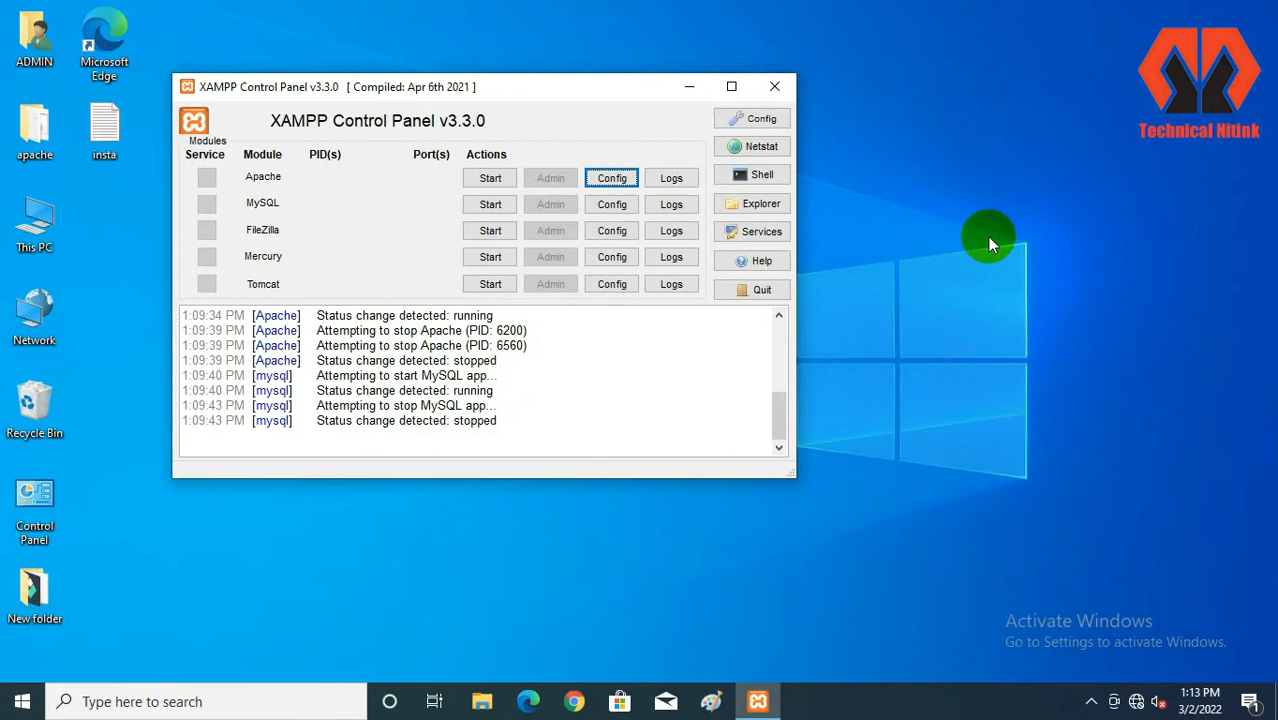 ADMIN
Microsoft
Edge
apache
insta
This PC
Network
Recycle Bin
Control
Panel
New folder
XAMPP Control Panel v3.3.0 [ Compiled: Apr 6th 2021 ]
XAMPP Control Panel v3.3.0
Modules
Service Module PID(s) Port(s) Actions
Apache Start Admin Config Logs
MySQL Start Admin Config Logs
FileZilla Start Admin Config Logs
Mercury Start Admin Config Logs
Tomcat Start Admin Config Logs
Config
Netstat
Shell
Explorer
Services
Help
Quit
1:09:34 PM [Apache] Status change detected: running
1:09:39 PM [Apache] Attempting to stop Apache (PID: 6200)
1:09:39 PM [Apache] Attempting to stop Apache (PID: 6560)
1:09:39 PM [Apache] Status change detected: stopped
1:09:40 PM [mysql] Attempting to start MySQL app...
1:09:40 PM [mysql] Status change detected: running
1:09:43 PM [mysql] Attempting to stop MySQL app...
1:09:43 PM [mysql] Status change detected: stopped
Technical Nitink
Activate Windows
Go to Settings to activate Windows.
Type here to search
1:13 PM
3/2/2022
1